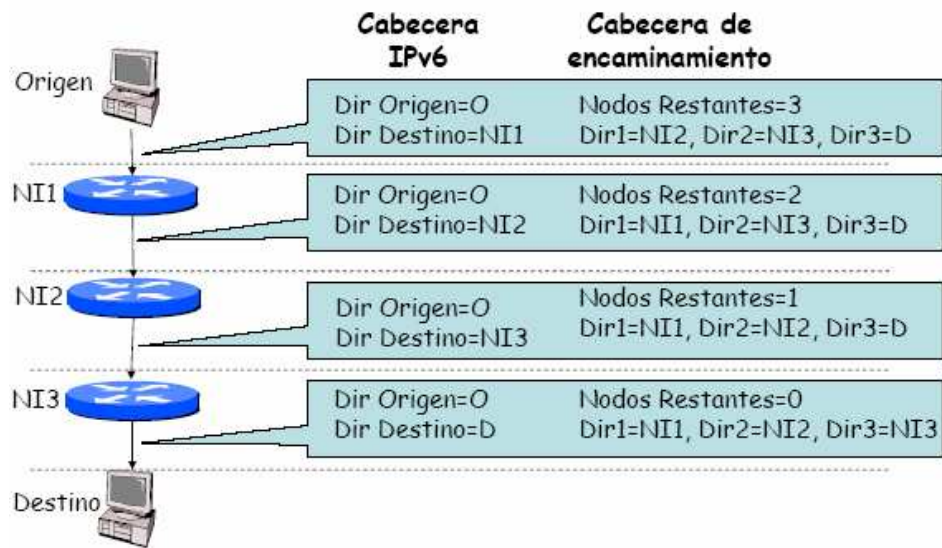 Cabecera
IPv6
Cabecera de
encaminamiento
Origen
Dir Origen=O
Dir Destino=NI1
Nodos Restantes=3
Dir1=NI2, Dir2=NI3, Dir3=D
NI1
Dir Origen=O
Dir Destino=NI2
Nodos Restantes=2
Dir1=NI1, Dir2=NI3, Dir3=D
NI2
Dir Origen=O
Dir Destino=NI3
Nodos Restantes=1
Dir1=NI1, Dir2=NI2, Dir3=D
NI3
Dir Origen=O
Dir Destino=D
Nodos Restantes=0
Dir1=NI1, Dir2=NI2, Dir3=NI3
Destino